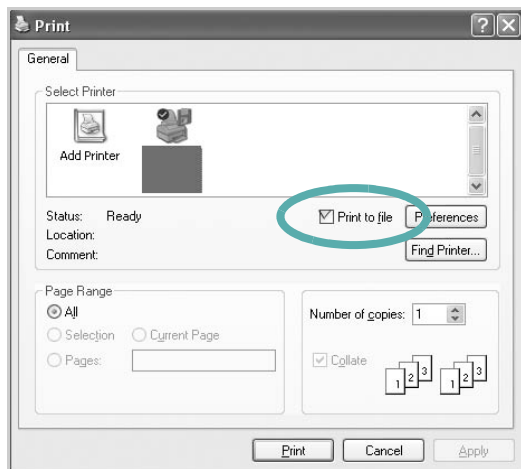 Print
General
Select Printer
Add Printer
Status: Ready
Print to file
Preferences
Location:
Comment:
Find Printer...
Page Range
All
Selection
Current Page
Pages:
Number of copies: 1
Collate
1 2 3 1 2 3
Print
Cancel
Apply